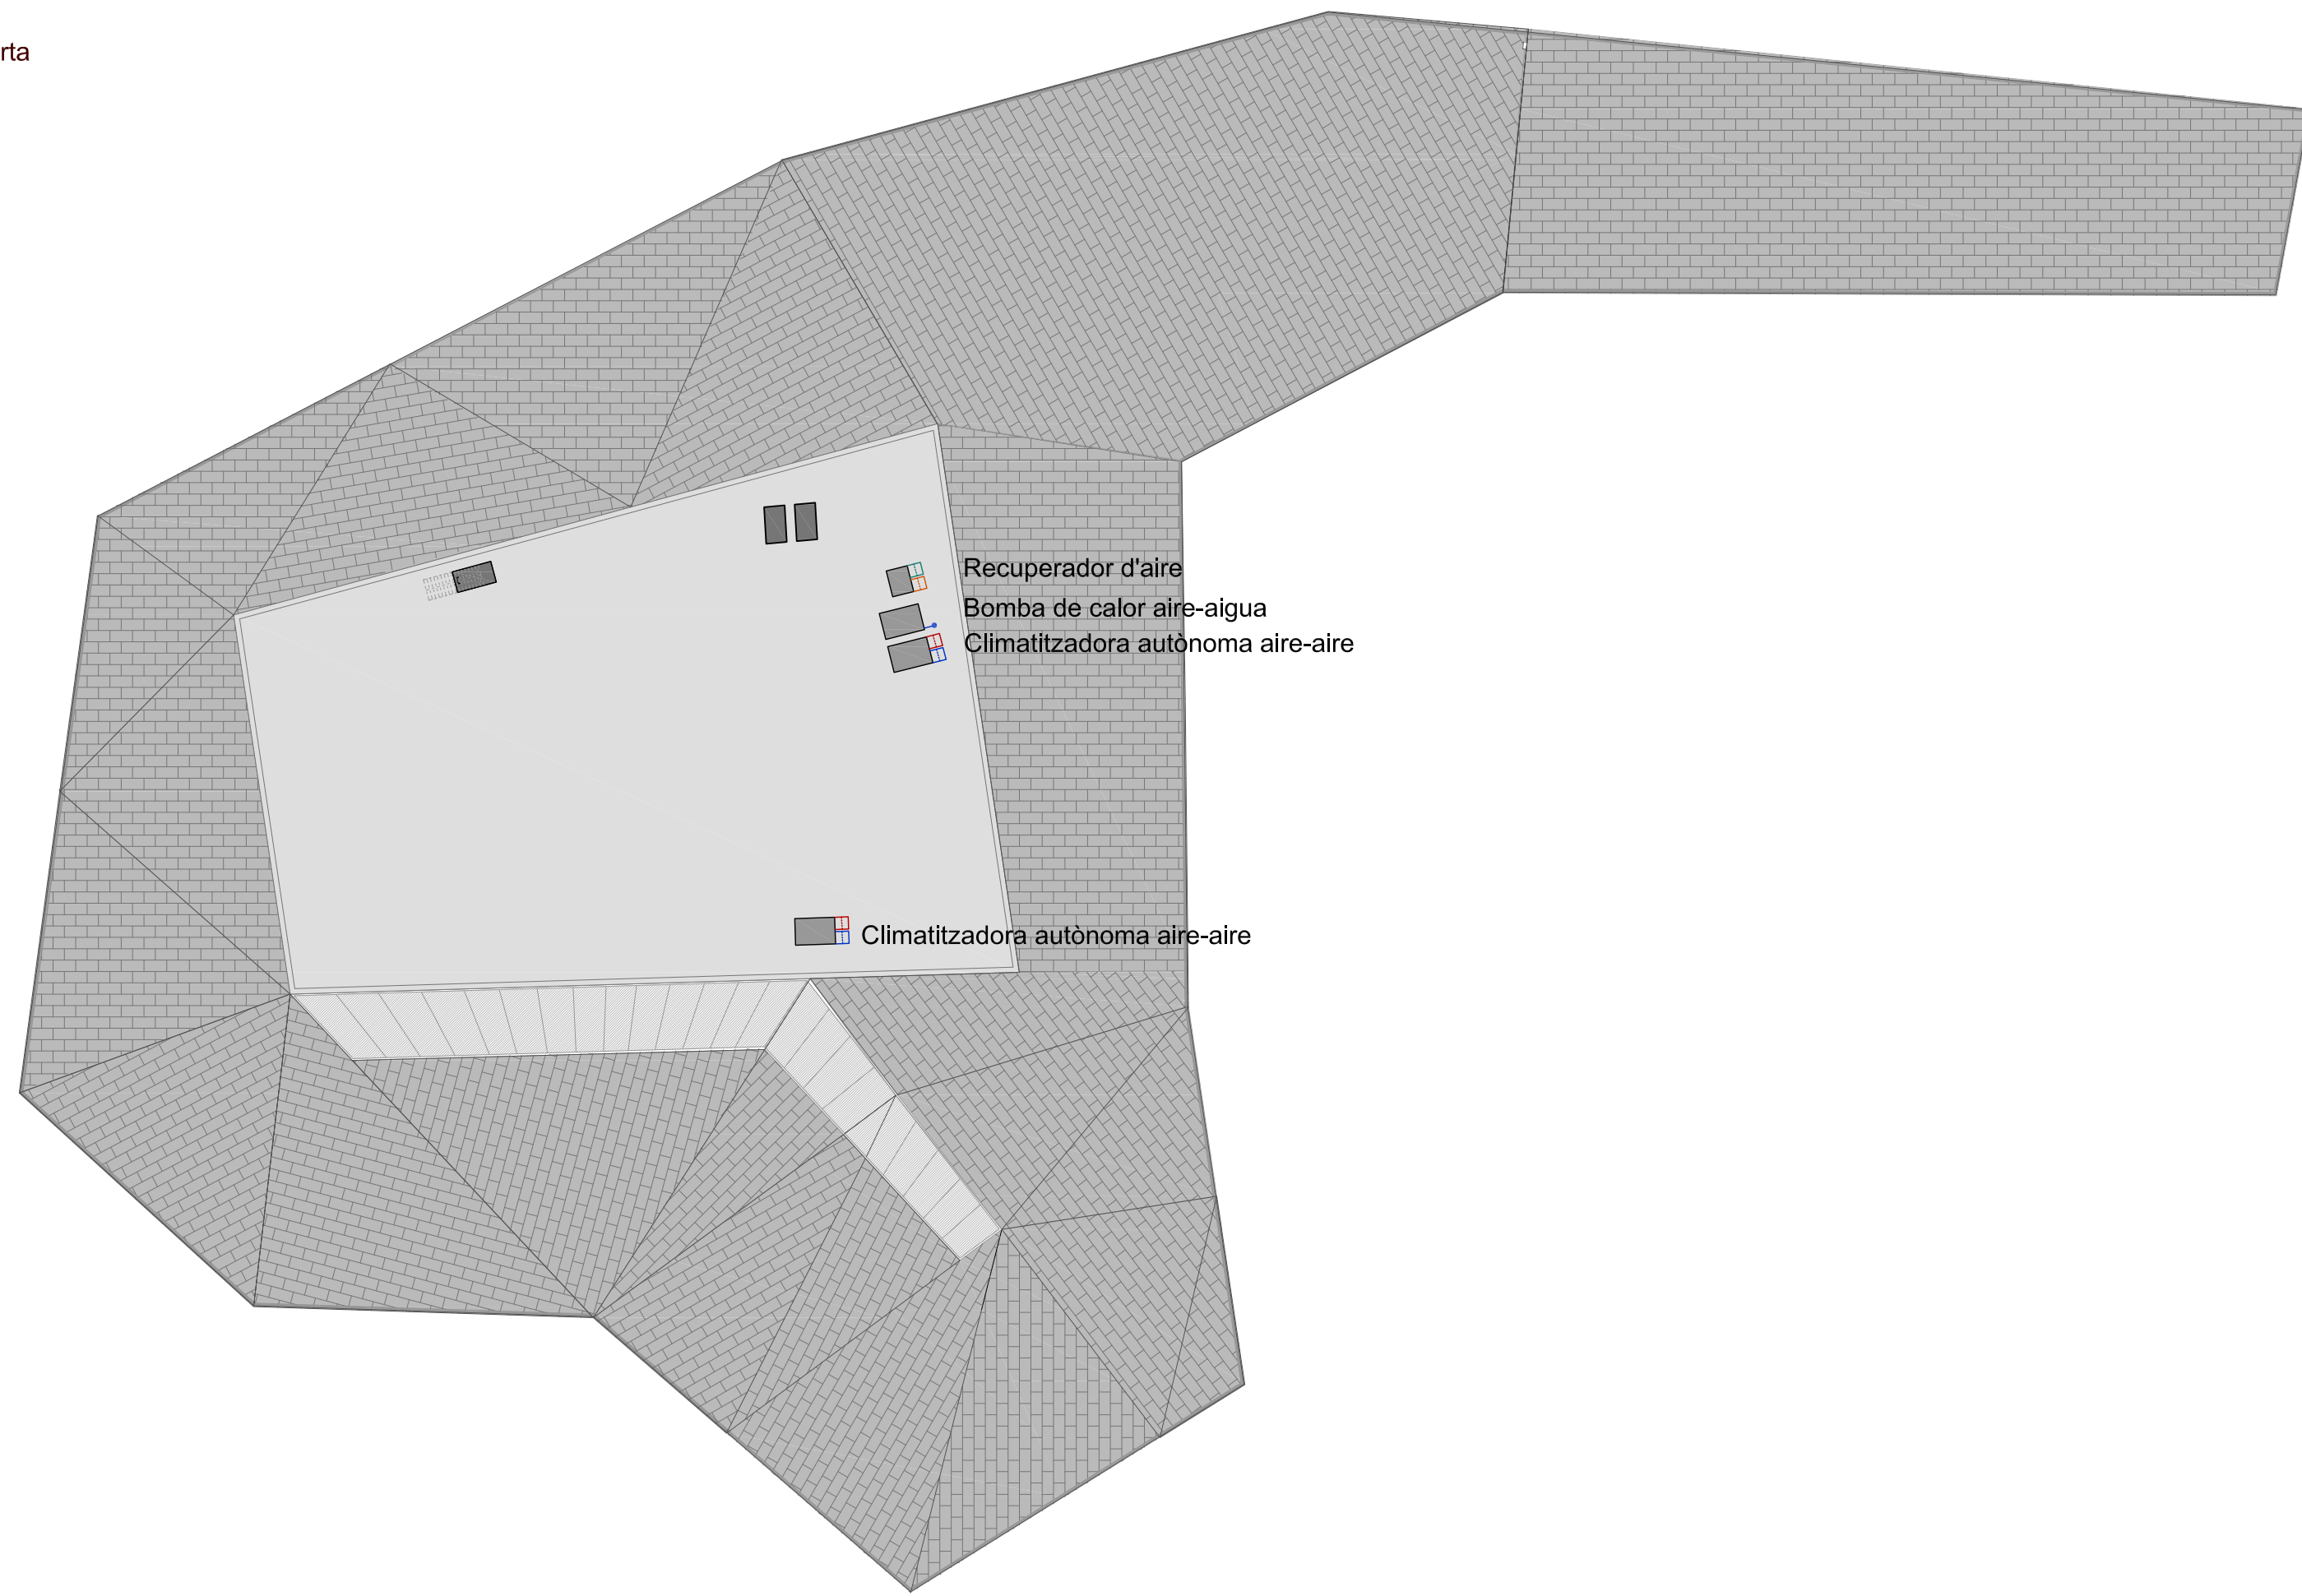 rta
Recuperador d'aire
Bomba de calor aire-aigua
Climatitzadora autònoma aire-aire
Climatitzadora autònoma aire-aire